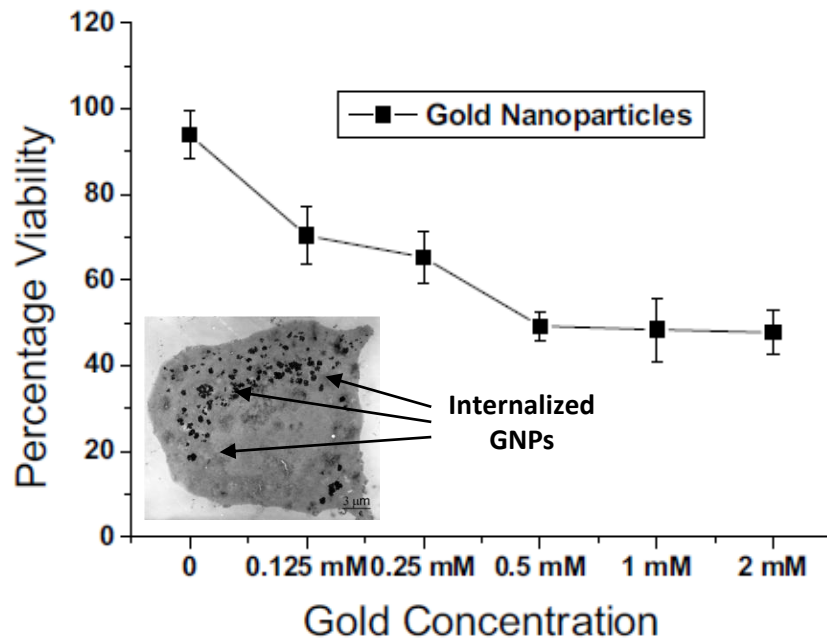 120
100
80
60
40
20
0
Percentage Viability
Gold Nanoparticles
Internalized
GNPs
3 μm
0 0.125 mM 0.25 mM 0.5 mM 1 mM 2 mM
Gold Concentration